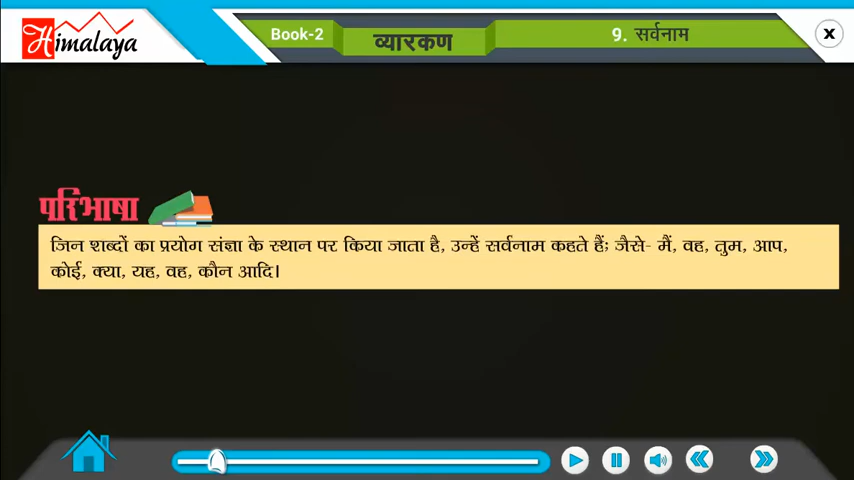 Himalaya
Book-2
व्यारकण
9. सर्वनाम
x
परिभाषा
जिन शब्दों का प्रयोग संज्ञा के स्थान पर किया जाता है, उन्हें सर्वनाम कहते हैं; जैसे- मैं, वह, तुम, आप,
कोई, क्या, यह, वह, कौन आदि।